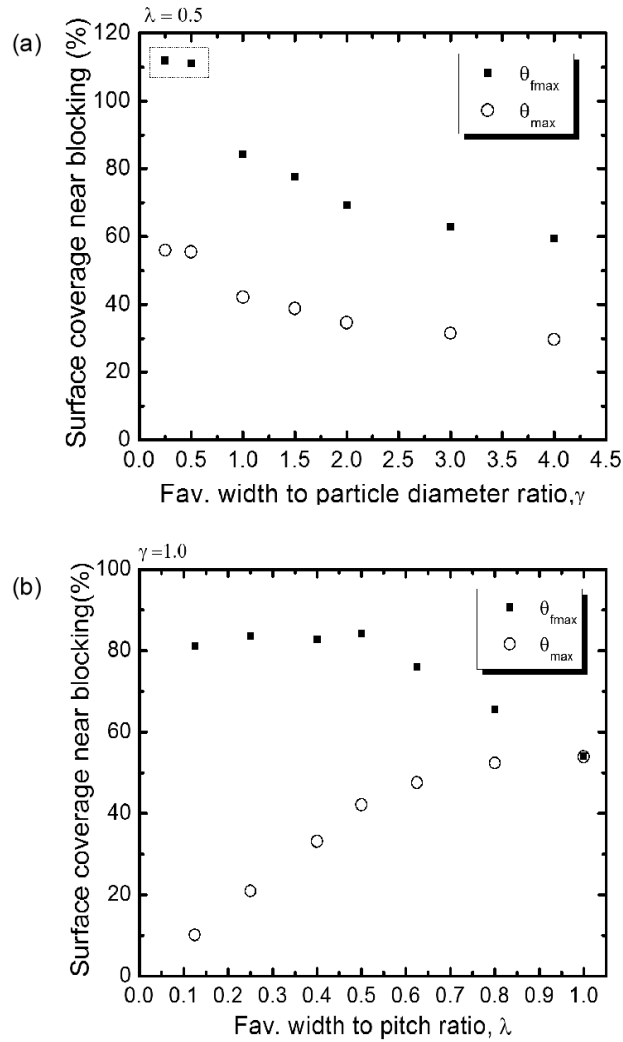 (a)
λ = 0.5
120
100
80
60
40
20
0
Surface coverage near blocking (%)
θfmax
θmax
0.0 0.5 1.0 1.5 2.0 2.5 3.0 3.5 4.0 4.5
Fav. width to particle diameter ratio,γ
(b)
γ =1.0
100
80
60
40
20
0
Surface coverage near blocking(%)
θfmax
θmax
0.0 0.1 0.2 0.3 0.4 0.5 0.6 0.7 0.8 0.9 1.0
Fav. width to pitch ratio, λ